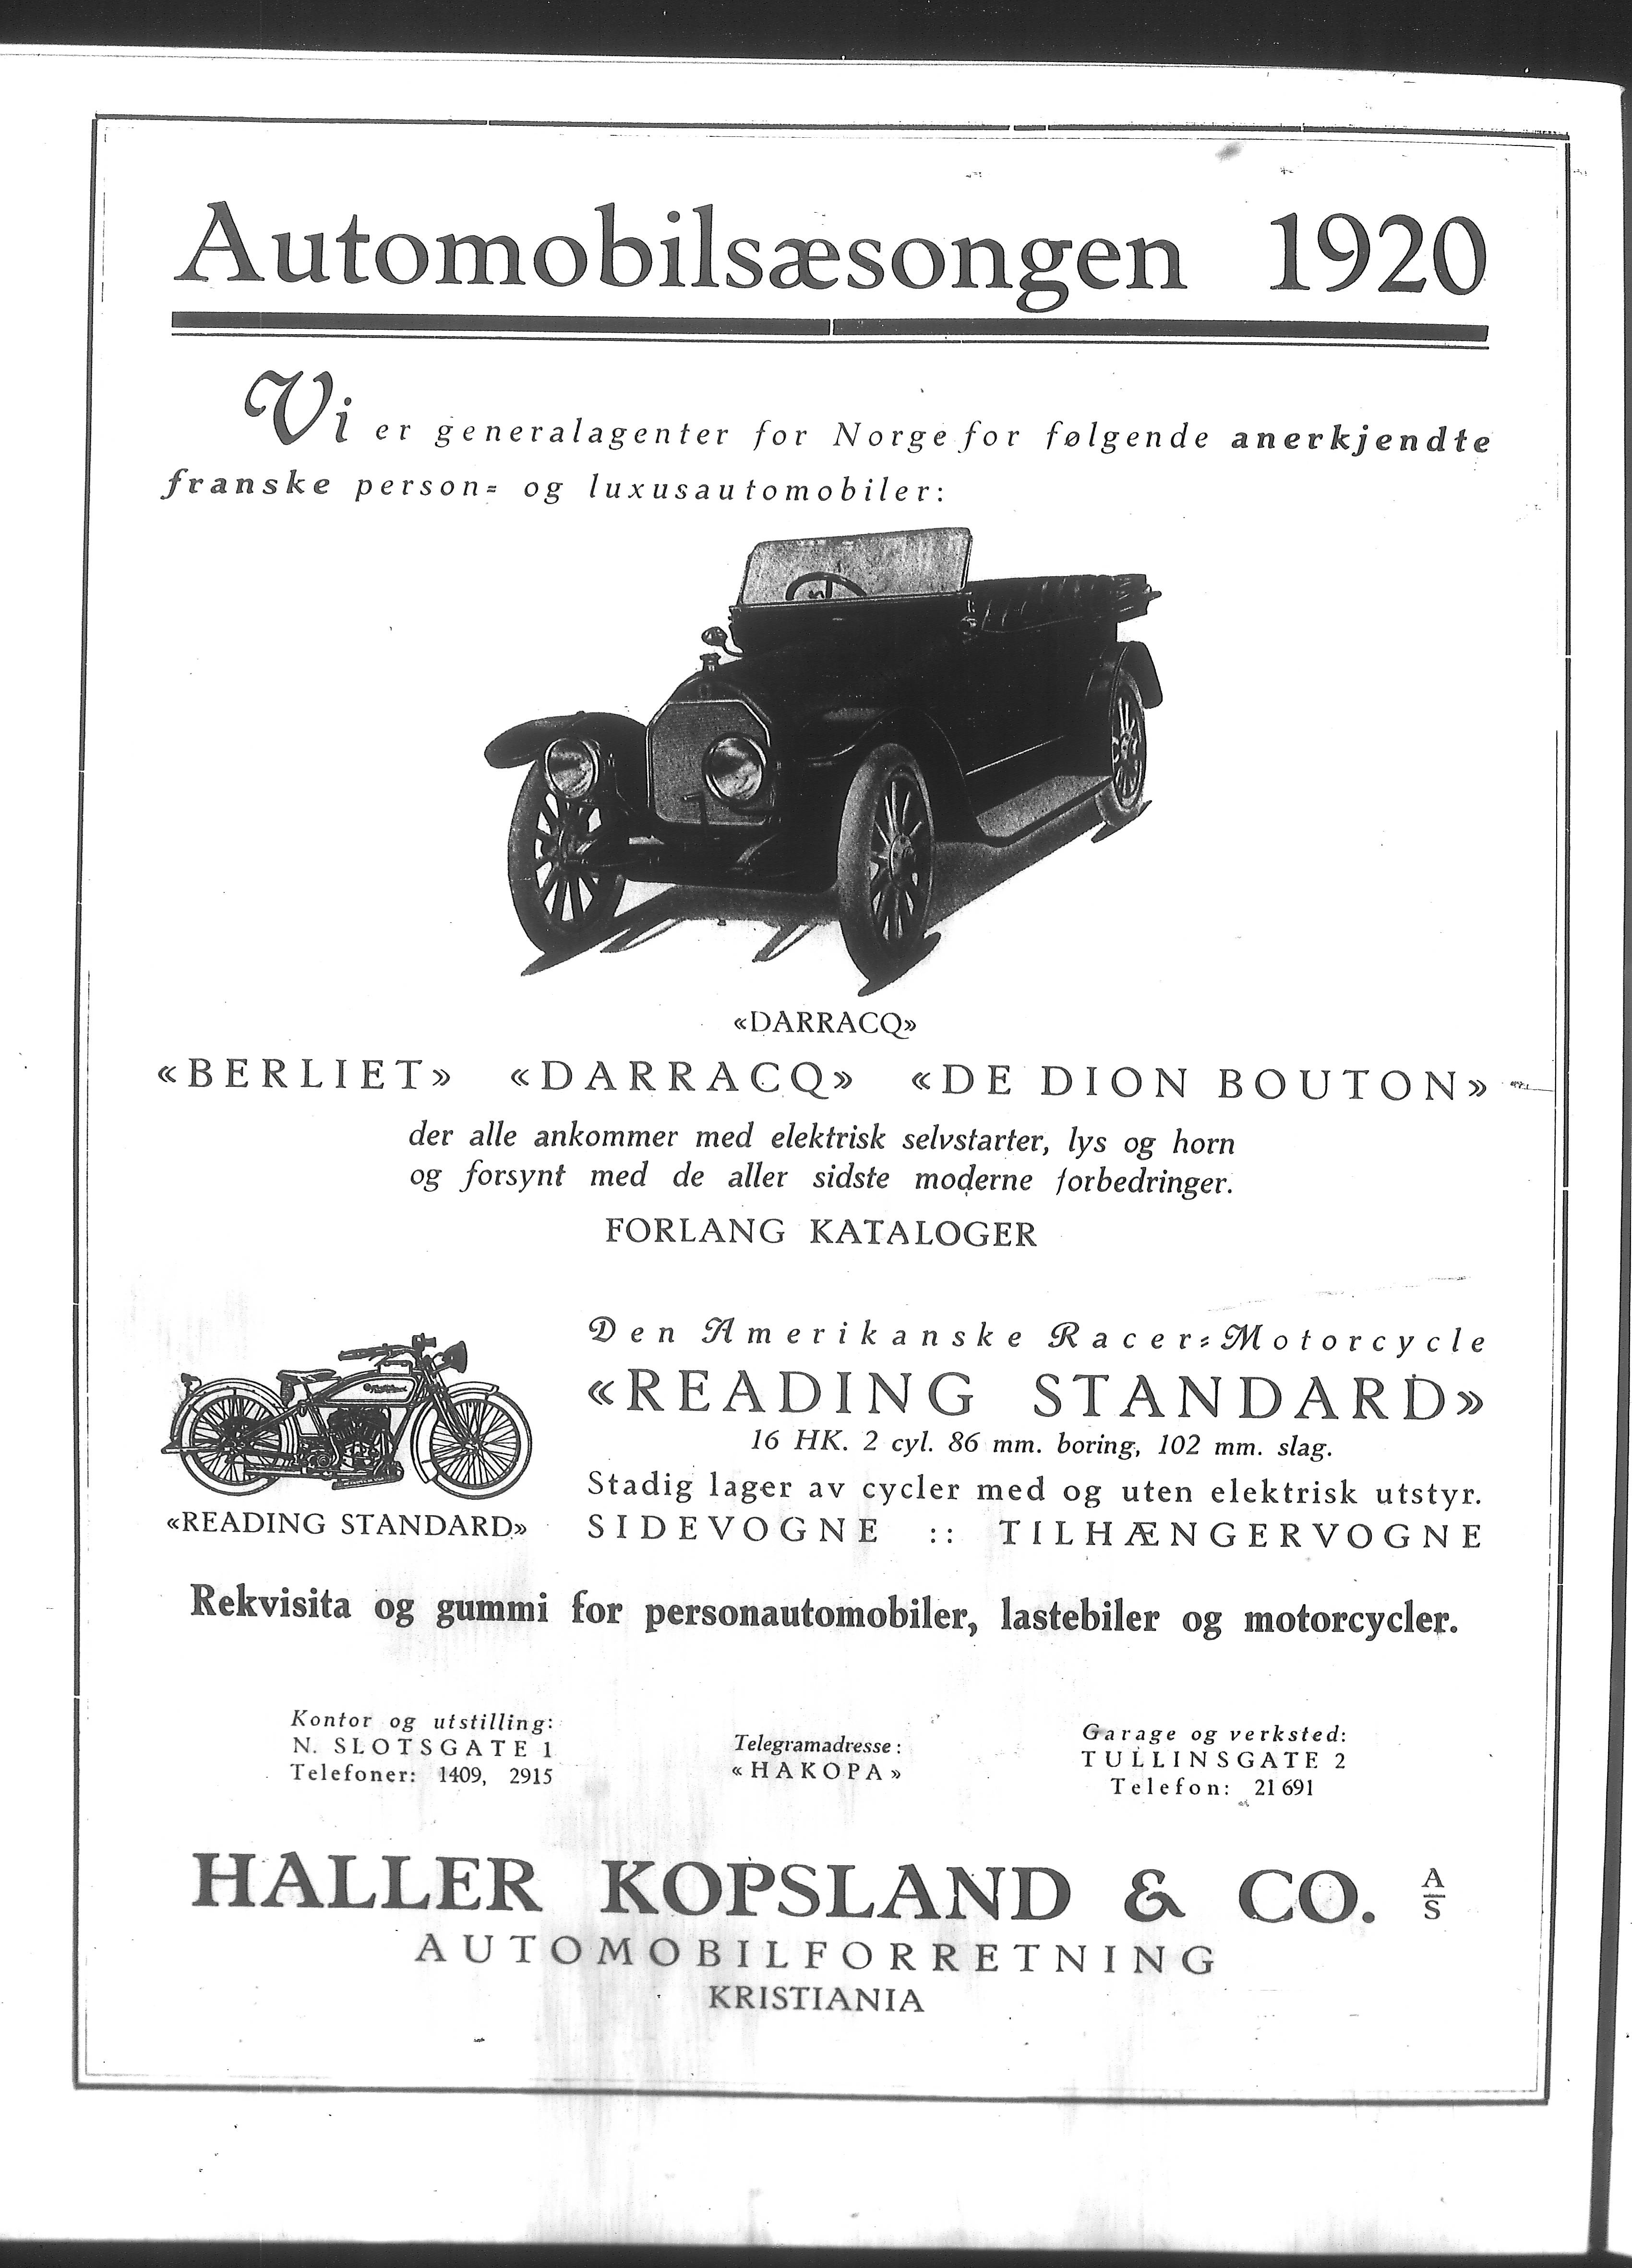 Automobilsæsongen 1920
Vi er generalagenter for Norge for følgende anerkjendte
franske person= og luxusautomobiler:
«DARRACQ»
«BERLIET» «DARRACQ» «DE DION BOUTON»
der alle ankommer med elektrisk selvstarter, lys og horn
og forsynt med de aller sidste moderne forbedringer.
FORLANG KATALOGER
Den Amerikanske Racer=Motorcycle
«READING STANDARD»
16 HK. 2 cyl. 86 mm. boring, 102 mm. slag.
Stadig lager av cycler med og uten elektrisk utstyr.
SIDEVOGNE :: TILHÆNGERVOGNE
«READING STANDARD»
Rekvisita og gummi for personautomobiler, lastebiler og motorcycler.
Kontor og utstilling:
N. SLOTSGATE 1
Telefoner: 1409, 2915
Telegramadresse:
«HAKOPA»
Garage og verksted:
TULLINSGATE 2
Telefon: 21 691
HALLER KOPSLAND & CO. A/S
AUTOMOBILFORRETNING
KRISTIANIA